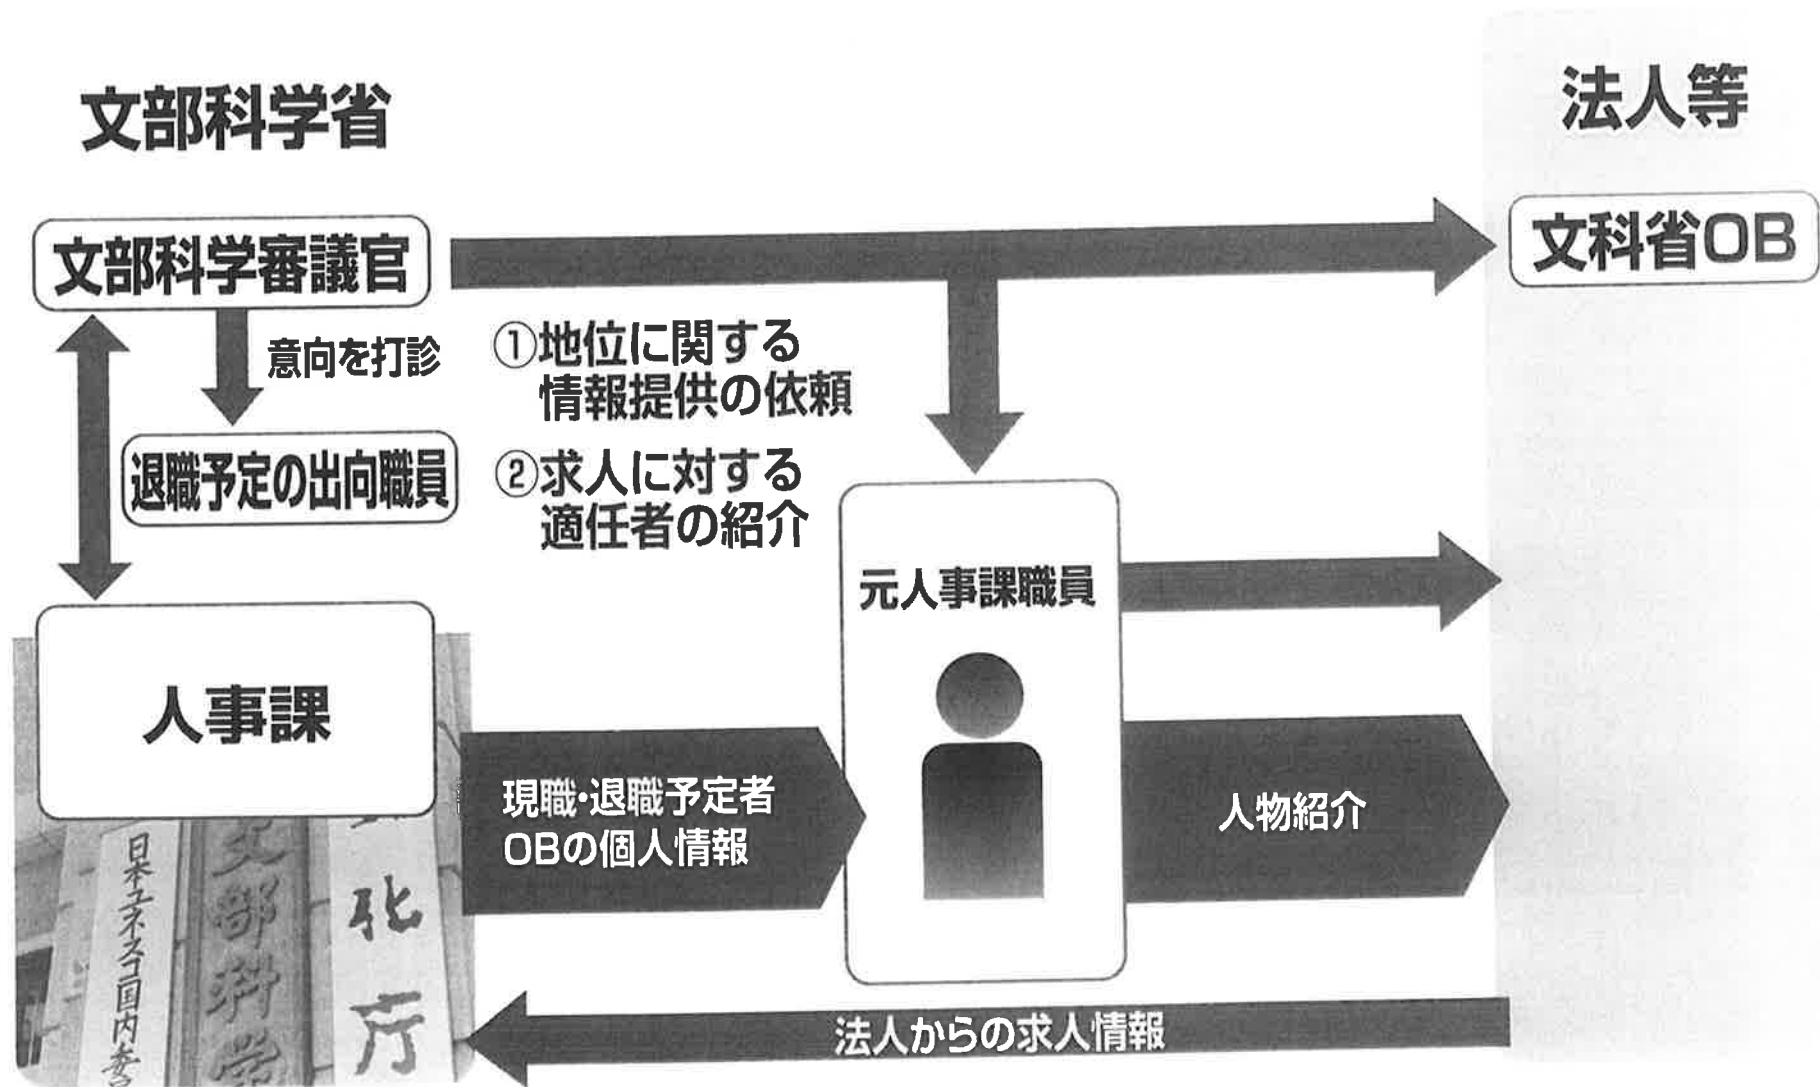 文部科学省
法人等
文部科学審議官
文科省OB
意向を打診
①地位に関する
情報提供の依頼
退職予定の出向職員
②求人に対する
適任者の紹介
元人事課職員
人事課
現職・退職予定者
OBの個人情報
人物紹介
法人からの求人情報
日本ユネスコ国内委
文部科学
化庁